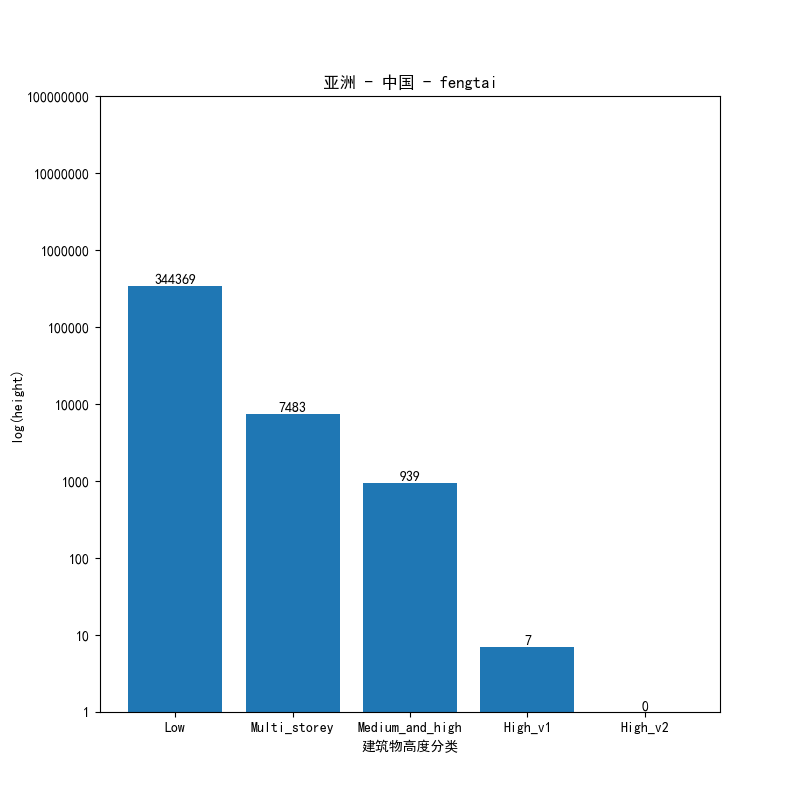 亚洲 - 中国 - fengtai
100000000
10000000
1000000
100000
10000
1000
100
10
1
log(height)
344369
7483
939
7
0
Low
Multi_storey
Medium_and_high
High_v1
High_v2
建筑物高度分类